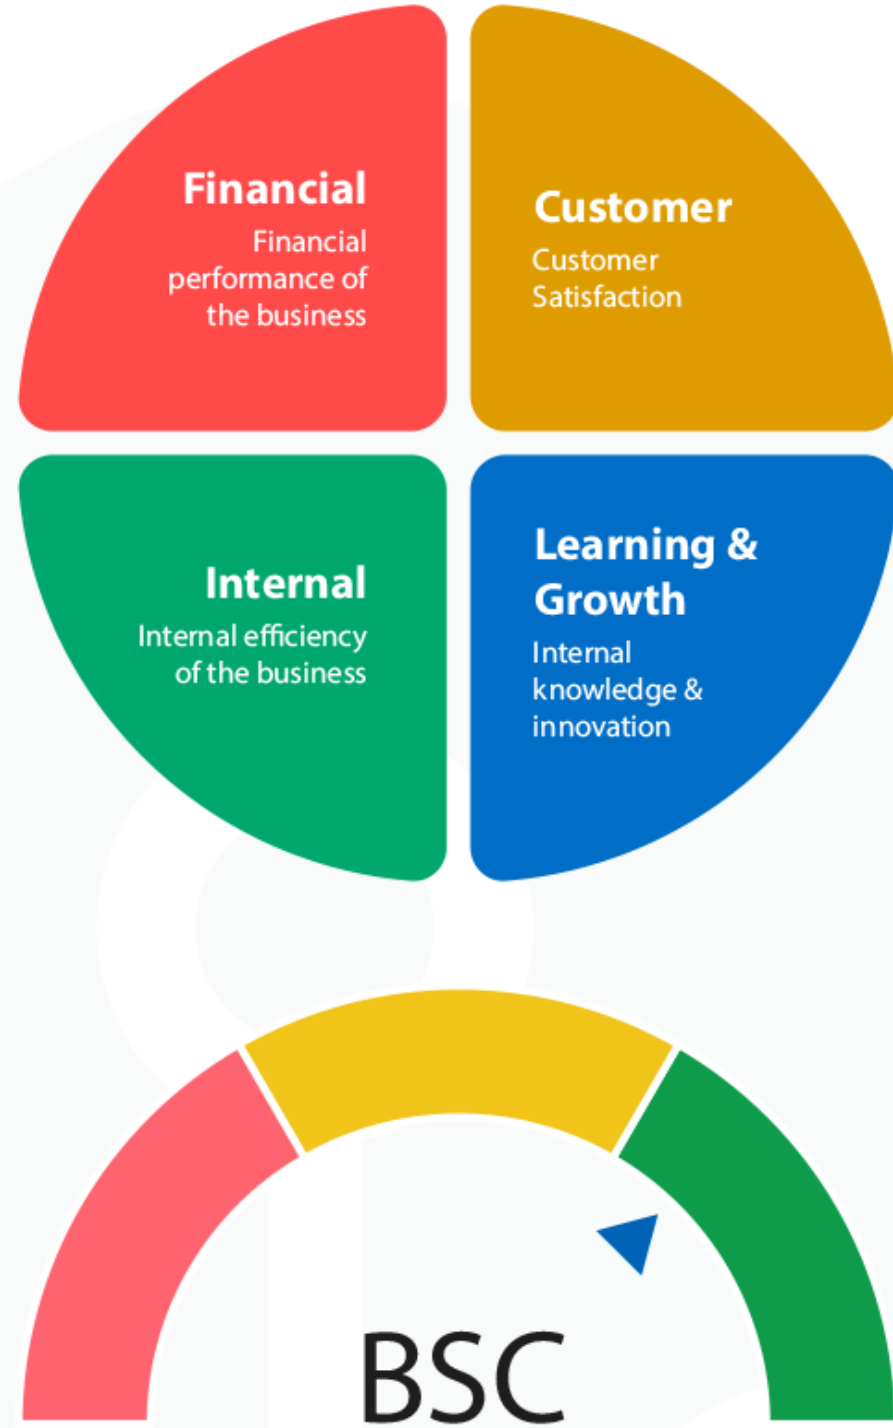 Financial
Financial
performance of
the business
Customer
Customer
Satisfaction
Internal
Internal efficiency
of the business
Learning &
Growth
Internal
knowledge &
innovation
BSC